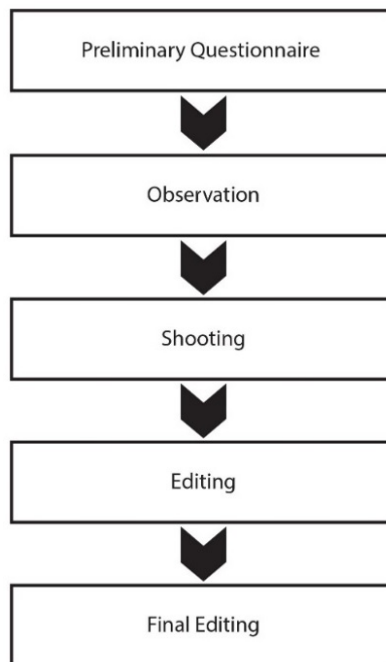 Preliminary Questionnaire
Observation
Shooting
Editing
Final Editing